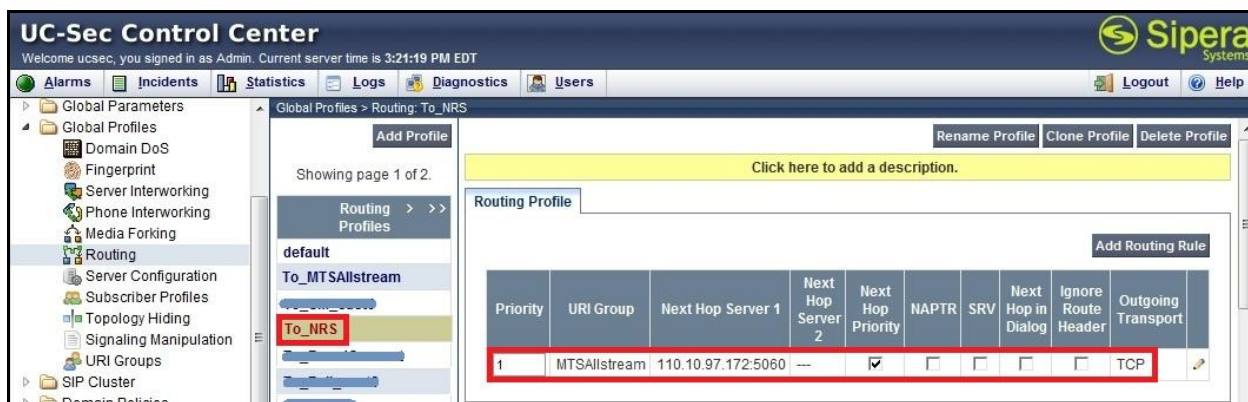 UC-Sec Control Center
Welcome ucsec, you signed in as Admin. Current server time is 3:21:19 PM EDT
Sipera
Systems
Alarms Incidents Statistics Logs Diagnostics Users Logout Help
Global Parameters
Global Profiles
Domain DoS
Fingerprint
Server Interworking
Phone Interworking
Media Forking
Routing
Server Configuration
Subscriber Profiles
Topology Hiding
Signaling Manipulation
URI Groups
SIP Cluster
Domain Policies
Global Profiles > Routing: To_NRS
Add Profile
Showing page 1 of 2.
Routing > >>
Profiles
default
To_MTSAllstream
To_NRS
Rename Profile Clone Profile Delete Profile
Click here to add a description.
Routing Profile
Add Routing Rule
Priority URI Group Next Hop Server 1 Next Hop Server 2 Next Hop Priority NAPTR SRV Next Hop in Dialog Ignore Route Header Outgoing Transport
1 MTSAllstream 110.10.97.172:5060 --- TCP